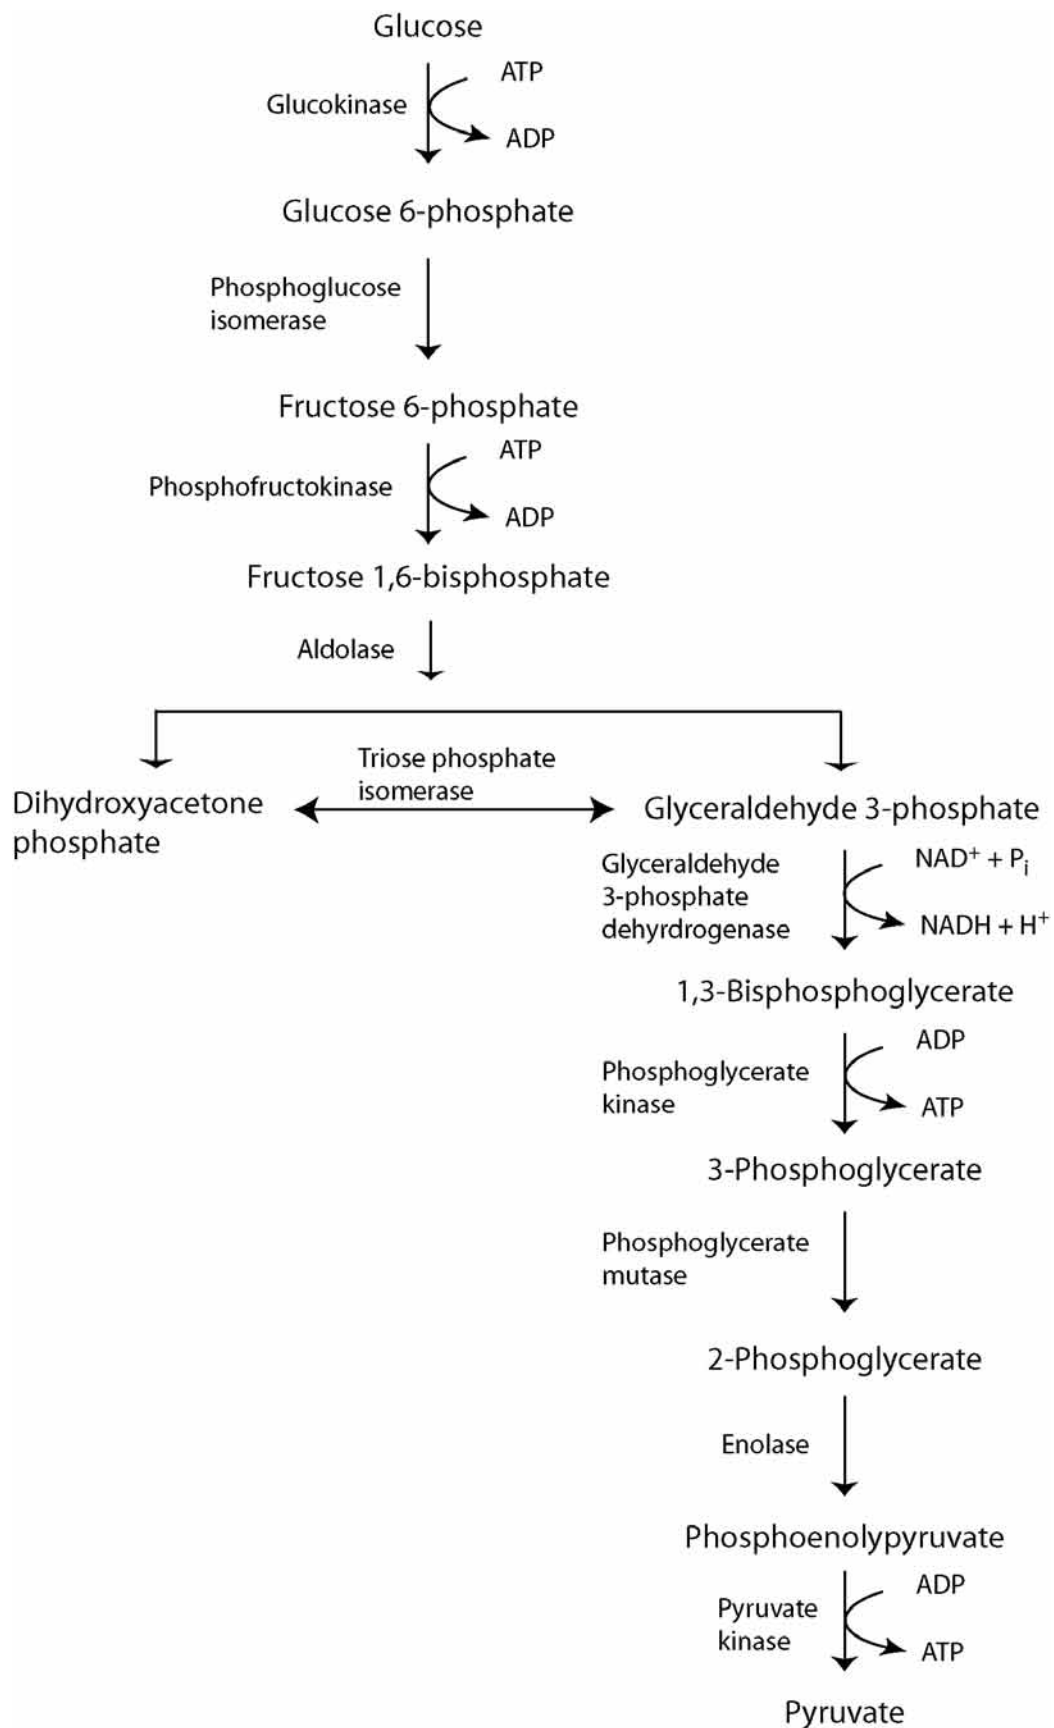 Glucose
ATP
Glucokinase
ADP
Glucose 6-phosphate
Phosphoglucose
isomerase
Fructose 6-phosphate
ATP
Phosphofructokinase
ADP
Fructose 1,6-bisphosphate
Aldolase
Triose phosphate
isomerase
Dihydroxyacetone
phosphate
Glyceraldehyde 3-phosphate
Glyceraldehyde
3-phosphate
dehyrdrogenase
NAD⁺ + Pᵢ
NADH + H⁺
1,3-Bisphosphoglycerate
ADP
Phosphoglycerate
kinase
ATP
3-Phosphoglycerate
Phosphoglycerate
mutase
2-Phosphoglycerate
Enolase
Phosphoenolypyruvate
ADP
Pyruvate
kinase
ATP
Pyruvate